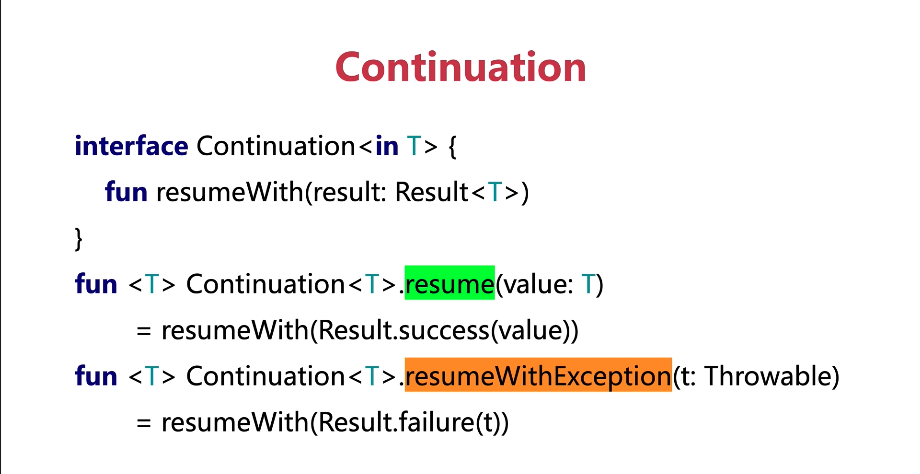 Continuation
interface Continuation<in T> {
fun resumeWith(result: Result<T>)
}
fun <T> Continuation<T>.resume(value: T)
= resumeWith(Result.success(value))
fun <T> Continuation<T>.resumeWithException(t: Throwable)
= resumeWith(Result.failure(t))